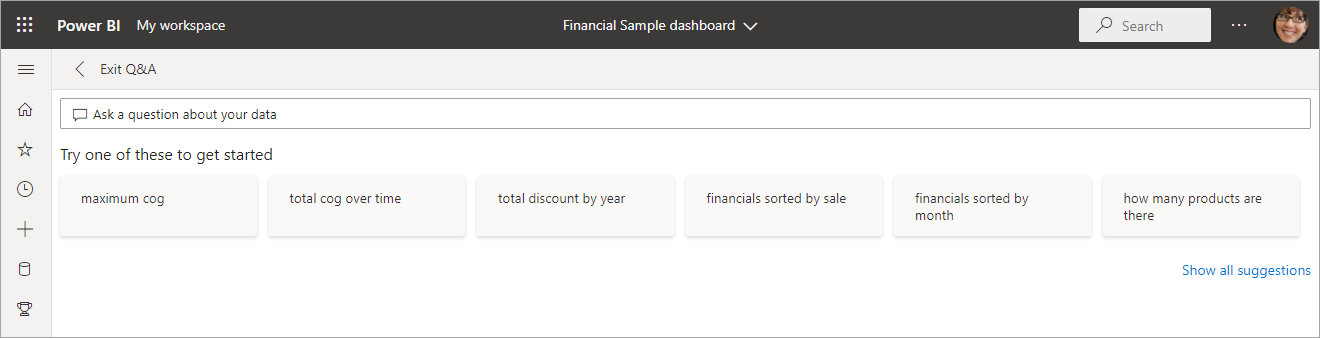 Power BI My workspace Financial Sample dashboard Search ...
Exit Q&A
Ask a question about your data
Try one of these to get started
maximum cog
total cog over time
total discount by year
financials sorted by sale
financials sorted by
month
how many products are
there
Show all suggestions